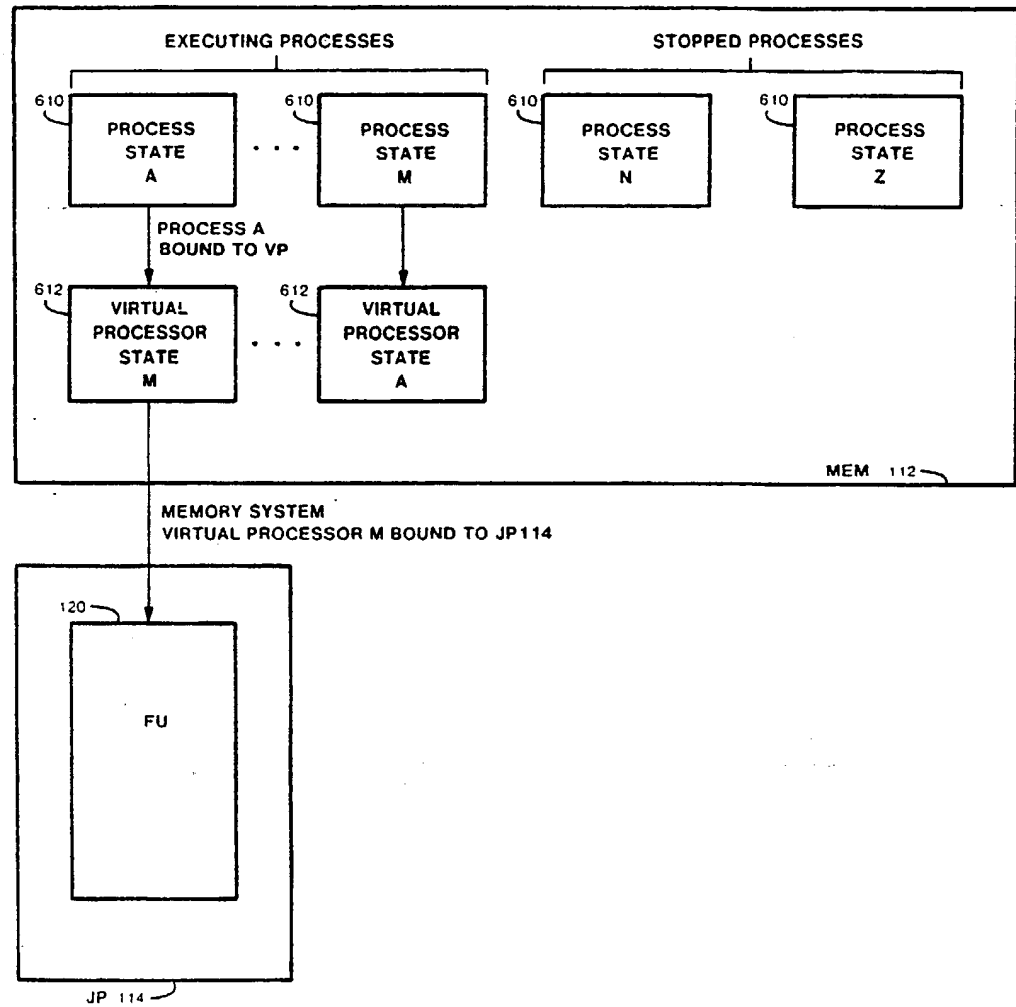 EXECUTING PROCESSES
STOPPED PROCESSES
610
PROCESS
STATE
A
. . .
610
PROCESS
STATE
M
610
PROCESS
STATE
N
610
PROCESS
STATE
Z
PROCESS A
BOUND TO VP
612
VIRTUAL
PROCESSOR
STATE
M
. . .
612
VIRTUAL
PROCESSOR
STATE
A
MEM 112
MEMORY SYSTEM
VIRTUAL PROCESSOR M BOUND TO JP114
120
FU
JP 114